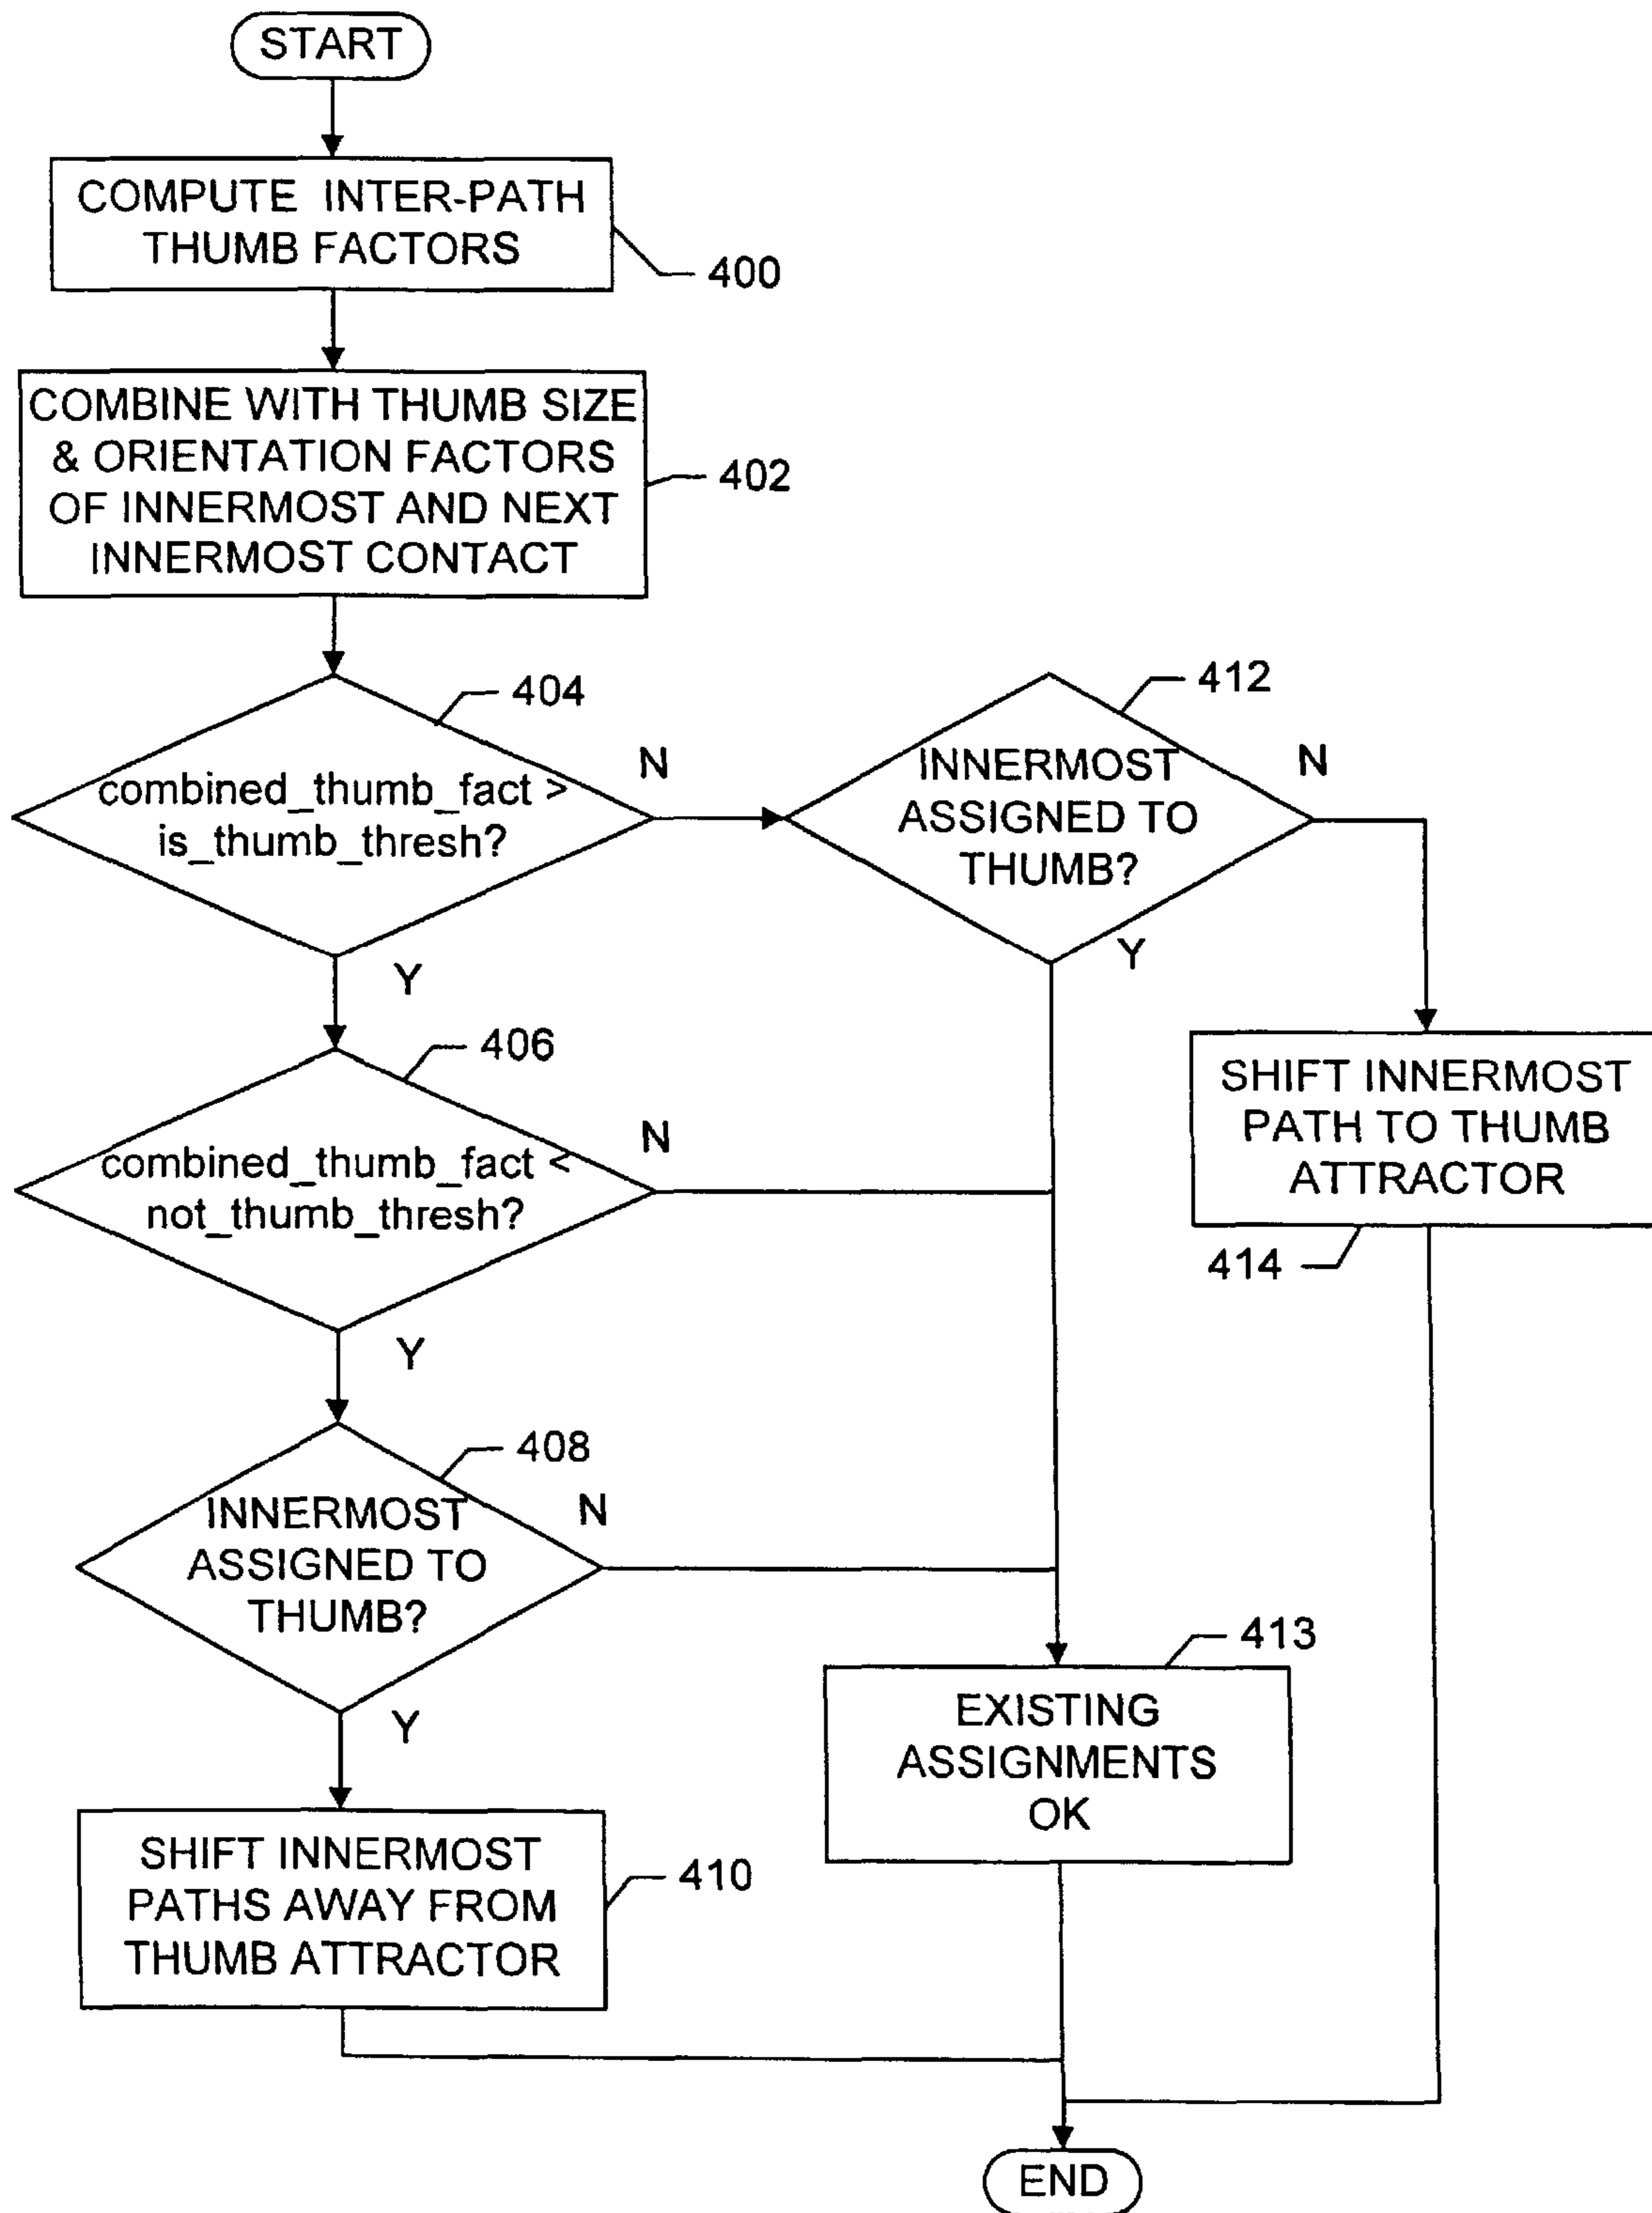 START
COMPUTE INTER-PATH
THUMB FACTORS
400
COMBINE WITH THUMB SIZE
& ORIENTATION FACTORS
OF INNERMOST AND NEXT
INNERMOST CONTACT
402
404
combined_thumb_fact >
is_thumb_thresh?
N
Y
412
INNERMOST
ASSIGNED TO
THUMB?
N
Y
406
combined_thumb_fact <
not_thumb_thresh?
N
Y
SHIFT INNERMOST
PATH TO THUMB
ATTRACTOR
414
408
INNERMOST
ASSIGNED TO
THUMB?
N
Y
413
EXISTING
ASSIGNMENTS
OK
SHIFT INNERMOST
PATHS AWAY FROM
THUMB ATTRACTOR
410
END